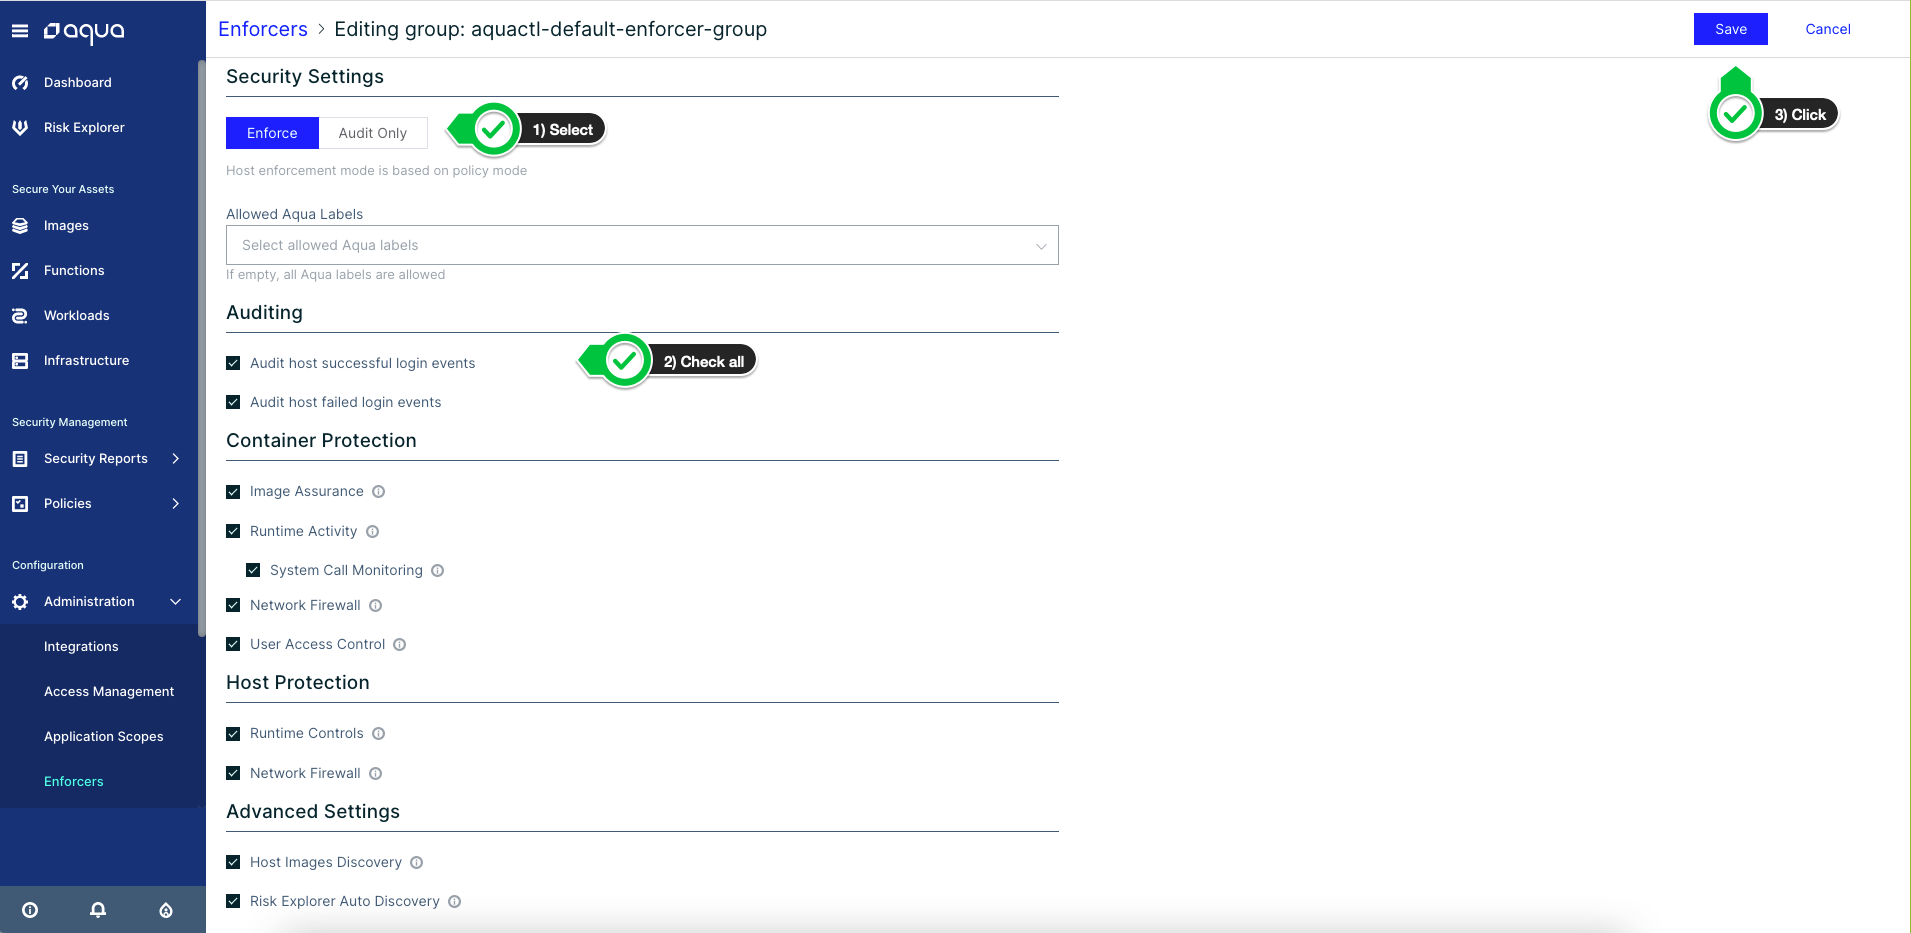 aqua
Dashboard
Risk Explorer
Secure Your Assets
Images
Functions
Workloads
Infrastructure
Security Management
Security Reports
Policies
Configuration
Administration
Integrations
Access Management
Application Scopes
Enforcers
Enforcers > Editing group: aquactl-default-enforcer-group
Save Cancel
3) Click
Security Settings
Enforce Audit Only
1) Select
Host enforcement mode is based on policy mode
Allowed Aqua Labels
Select allowed Aqua labels
If empty, all Aqua labels are allowed
Auditing
Audit host successful login events
2) Check all
Audit host failed login events
Container Protection
Image Assurance
Runtime Activity
System Call Monitoring
Network Firewall
User Access Control
Host Protection
Runtime Controls
Network Firewall
Advanced Settings
Host Images Discovery
Risk Explorer Auto Discovery